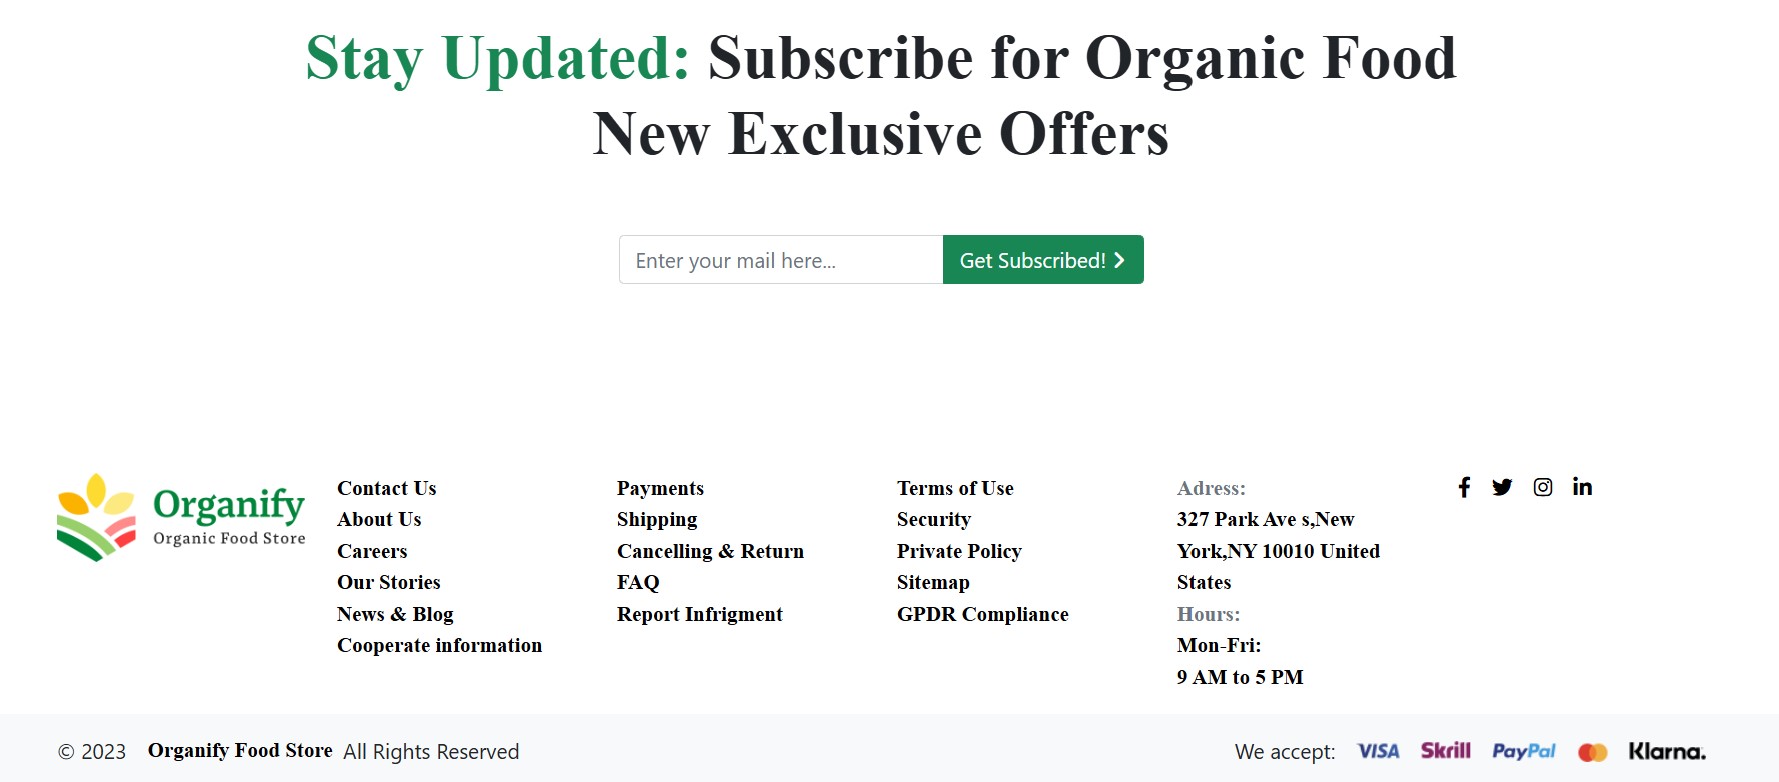 Stay Updated: Subscribe for Organic Food
New Exclusive Offers
Enter your mail here...
Get Subscribed!
Organify
Organic Food Store
Contact Us
About Us
Careers
Our Stories
News & Blog
Cooperate information
Payments
Shipping
Cancelling & Return
FAQ
Report Infrigment
Terms of Use
Security
Private Policy
Sitemap
GPDR Compliance
Adress:
327 Park Ave s,New
York,NY 10010 United
States
Hours:
Mon-Fri:
9 AM to 5 PM
© 2023 Organify Food Store All Rights Reserved
We accept: VISA Skrill PayPal Klarna.